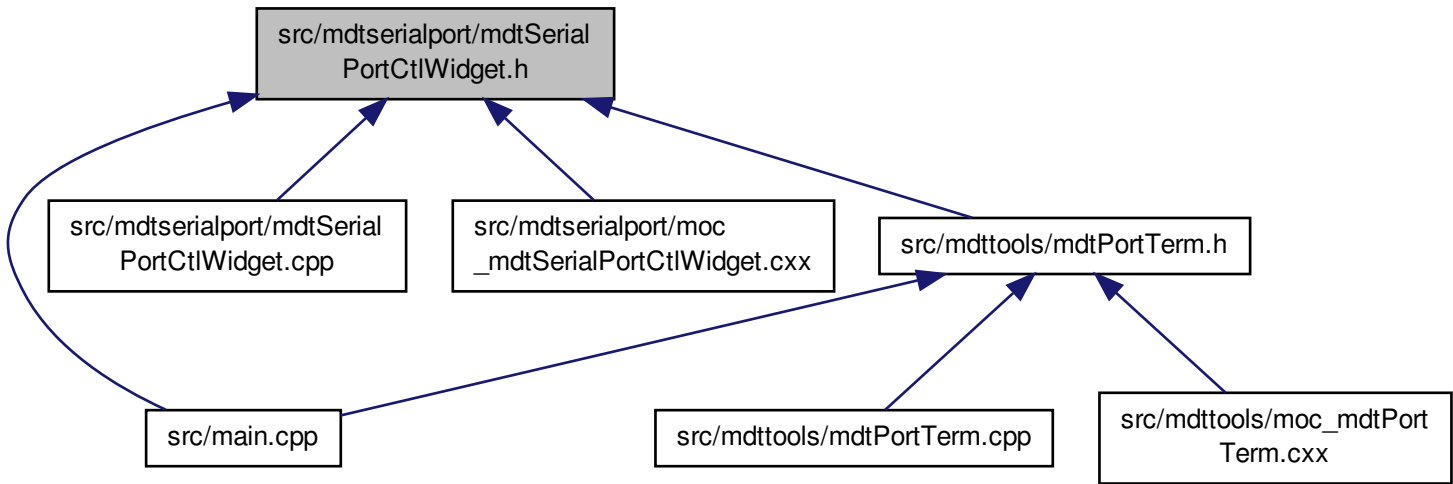 src/mdtserialport/mdtSerial
PortCtlWidget.h
src/mdtserialport/mdtSerial
PortCtlWidget.cpp
src/mdtserialport/moc
_mdtSerialPortCtlWidget.cxx
src/mdttools/mdtPortTerm.h
src/main.cpp
src/mdttools/mdtPortTerm.cpp
src/mdttools/moc_mdtPort
Term.cxx